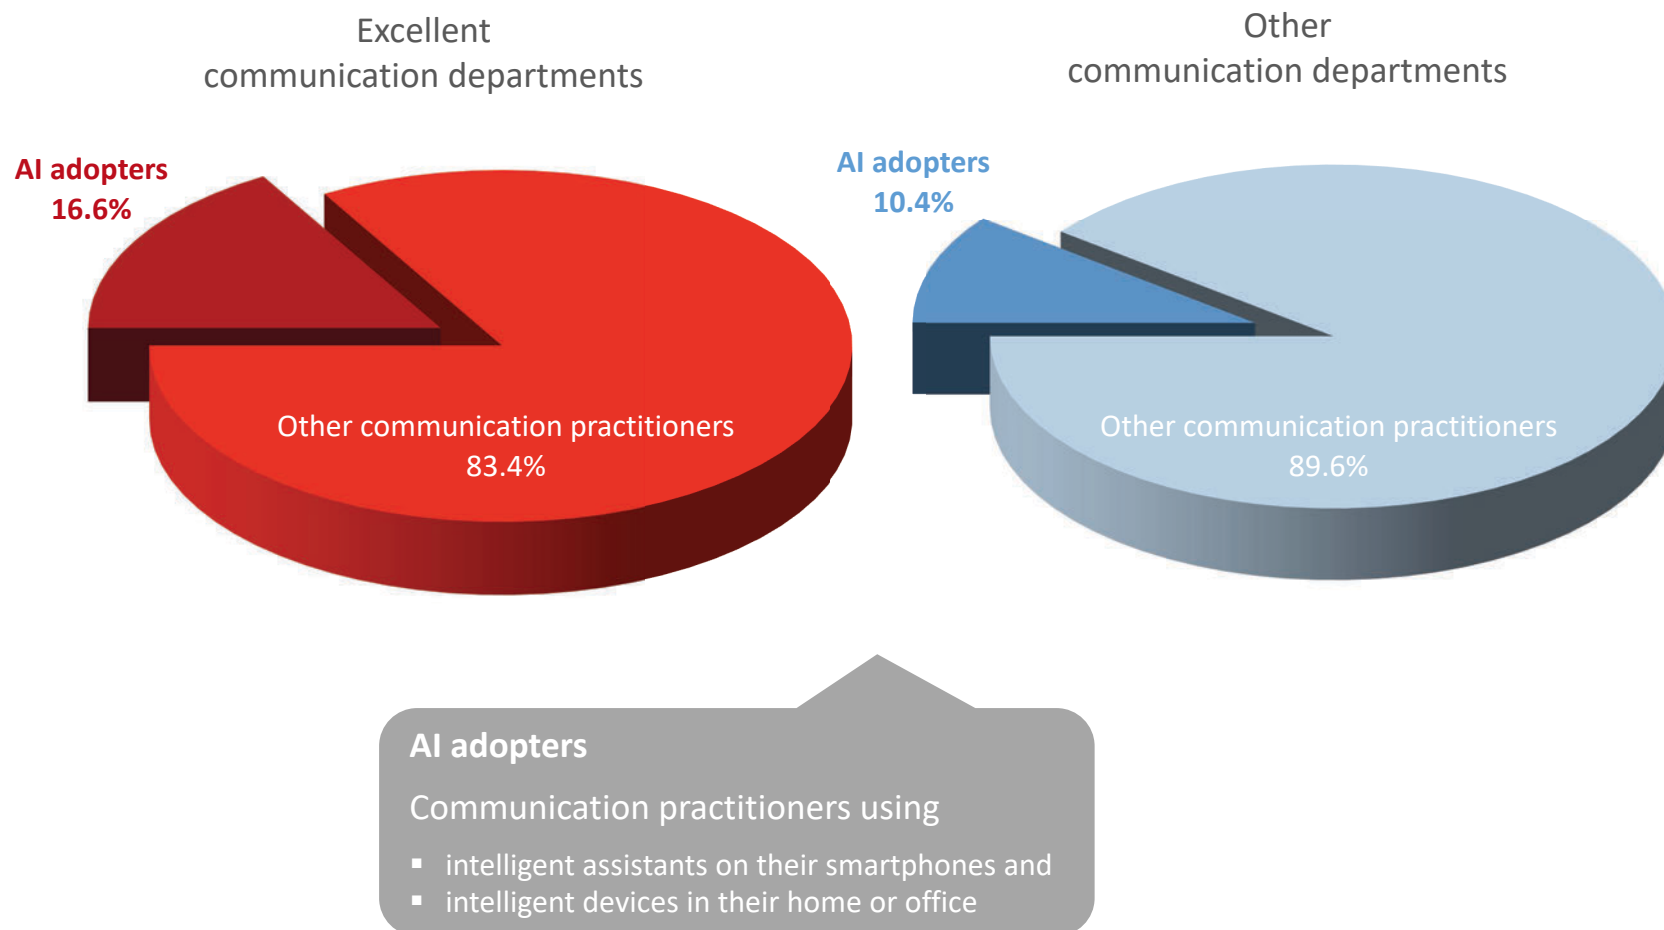 Excellent
communication departments
Other
communication departments
AI adopters
16.6%
AI adopters
10.4%
Other communication practitioners
83.4%
Other communication practitioners
89.6%
AI adopters
Communication practitioners using
▪ intelligent assistants on their smartphones and
▪ intelligent devices in their home or office